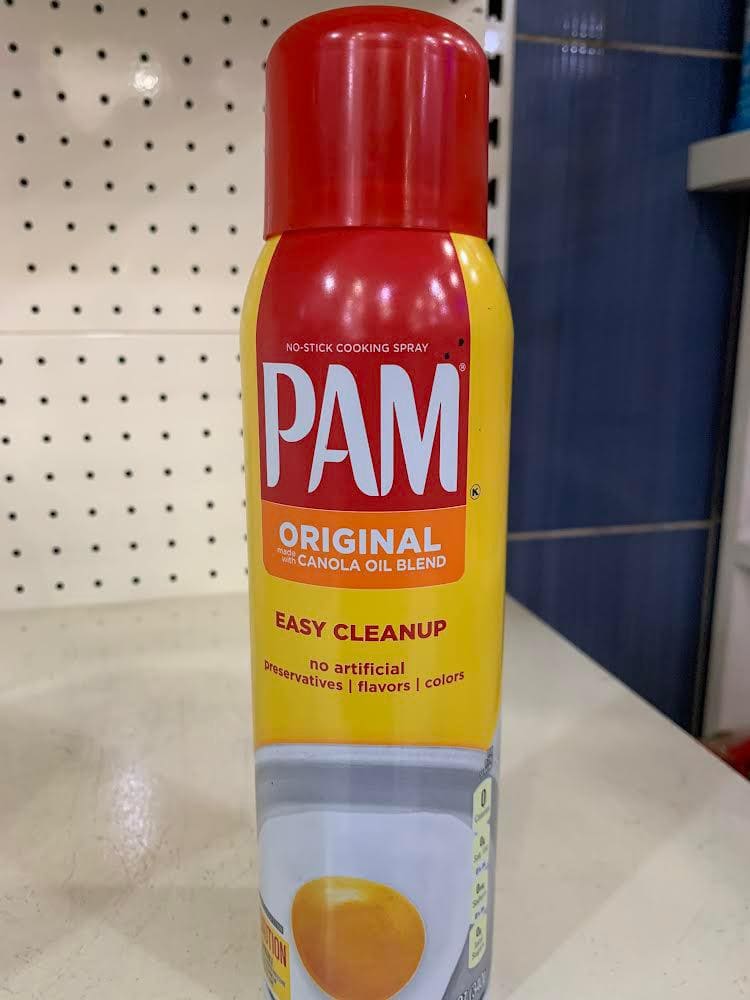 NO-STICK COOKING SPRAY
PAM®
K
ORIGINAL
made with CANOLA OIL BLEND
EASY CLEANUP
no artificial
preservatives | flavors | colors
0